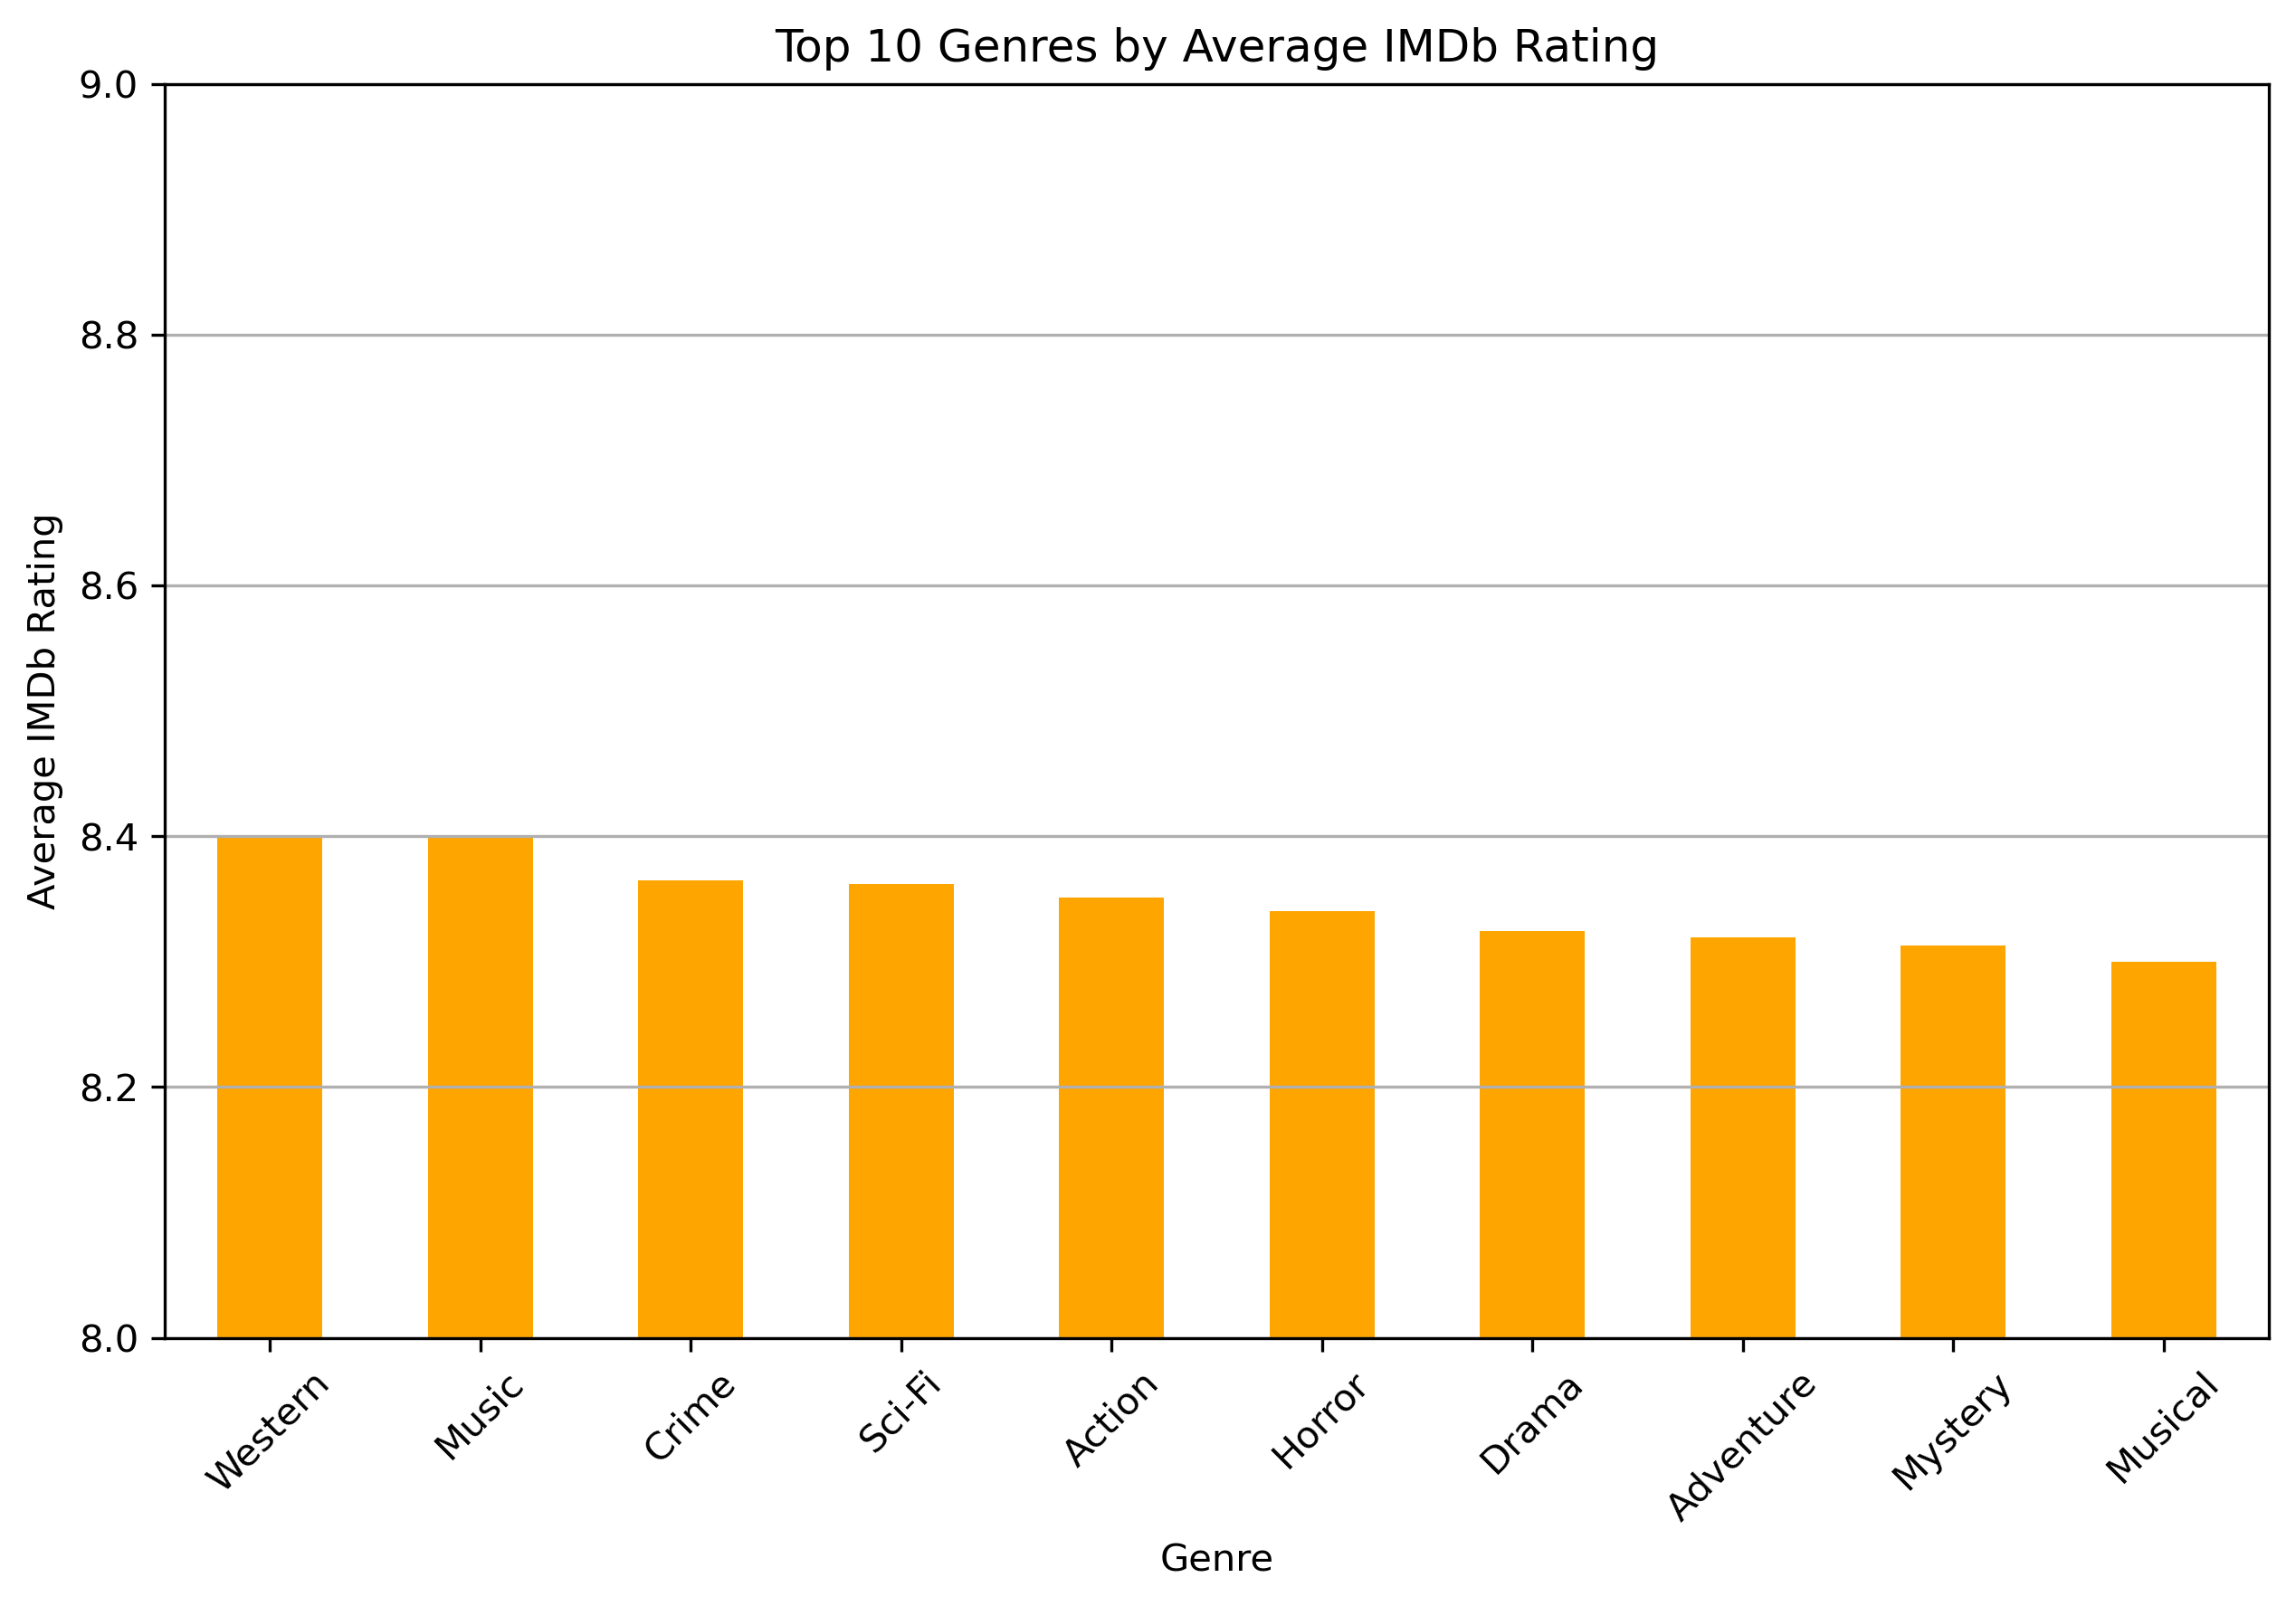 Top 10 Genres by Average IMDb Rating
Average IMDb Rating
9.0
8.8
8.6
8.4
8.2
8.0
Western
Music
Crime
Sci-Fi
Action
Horror
Drama
Adventure
Mystery
Musical
Genre